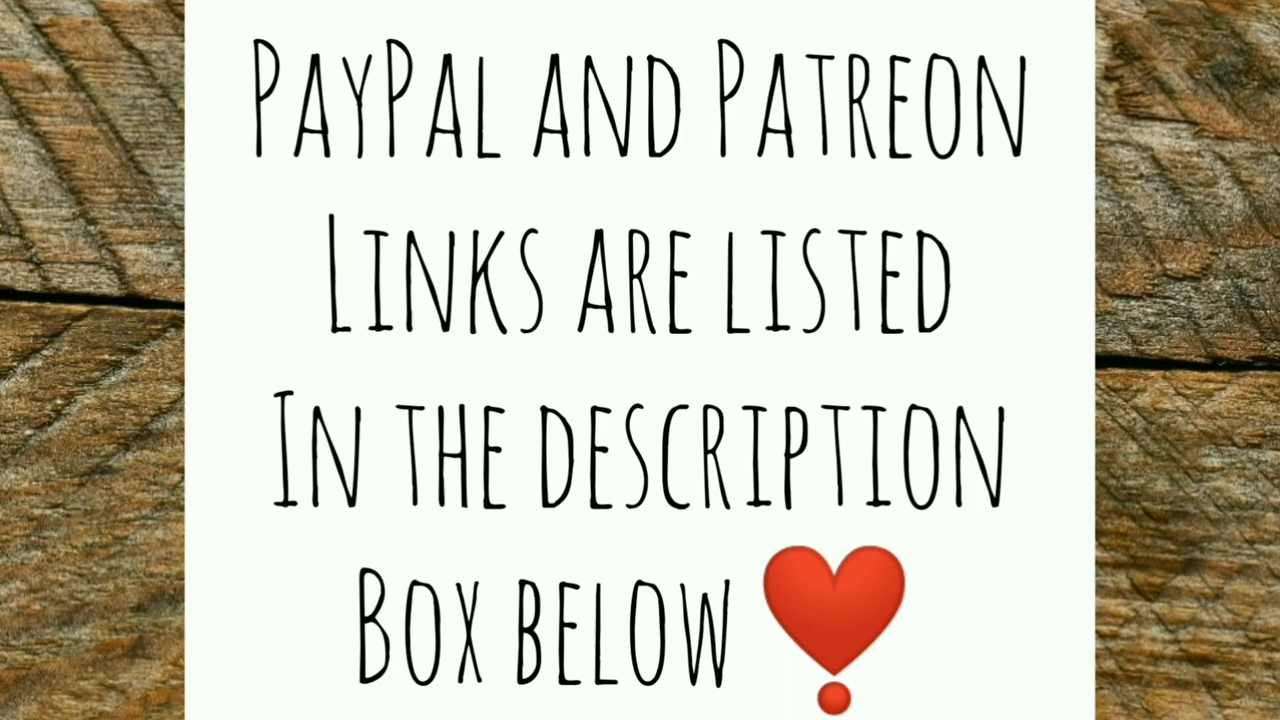 PayPal and Patreon
Links are listed
In the description
Box below ❣️